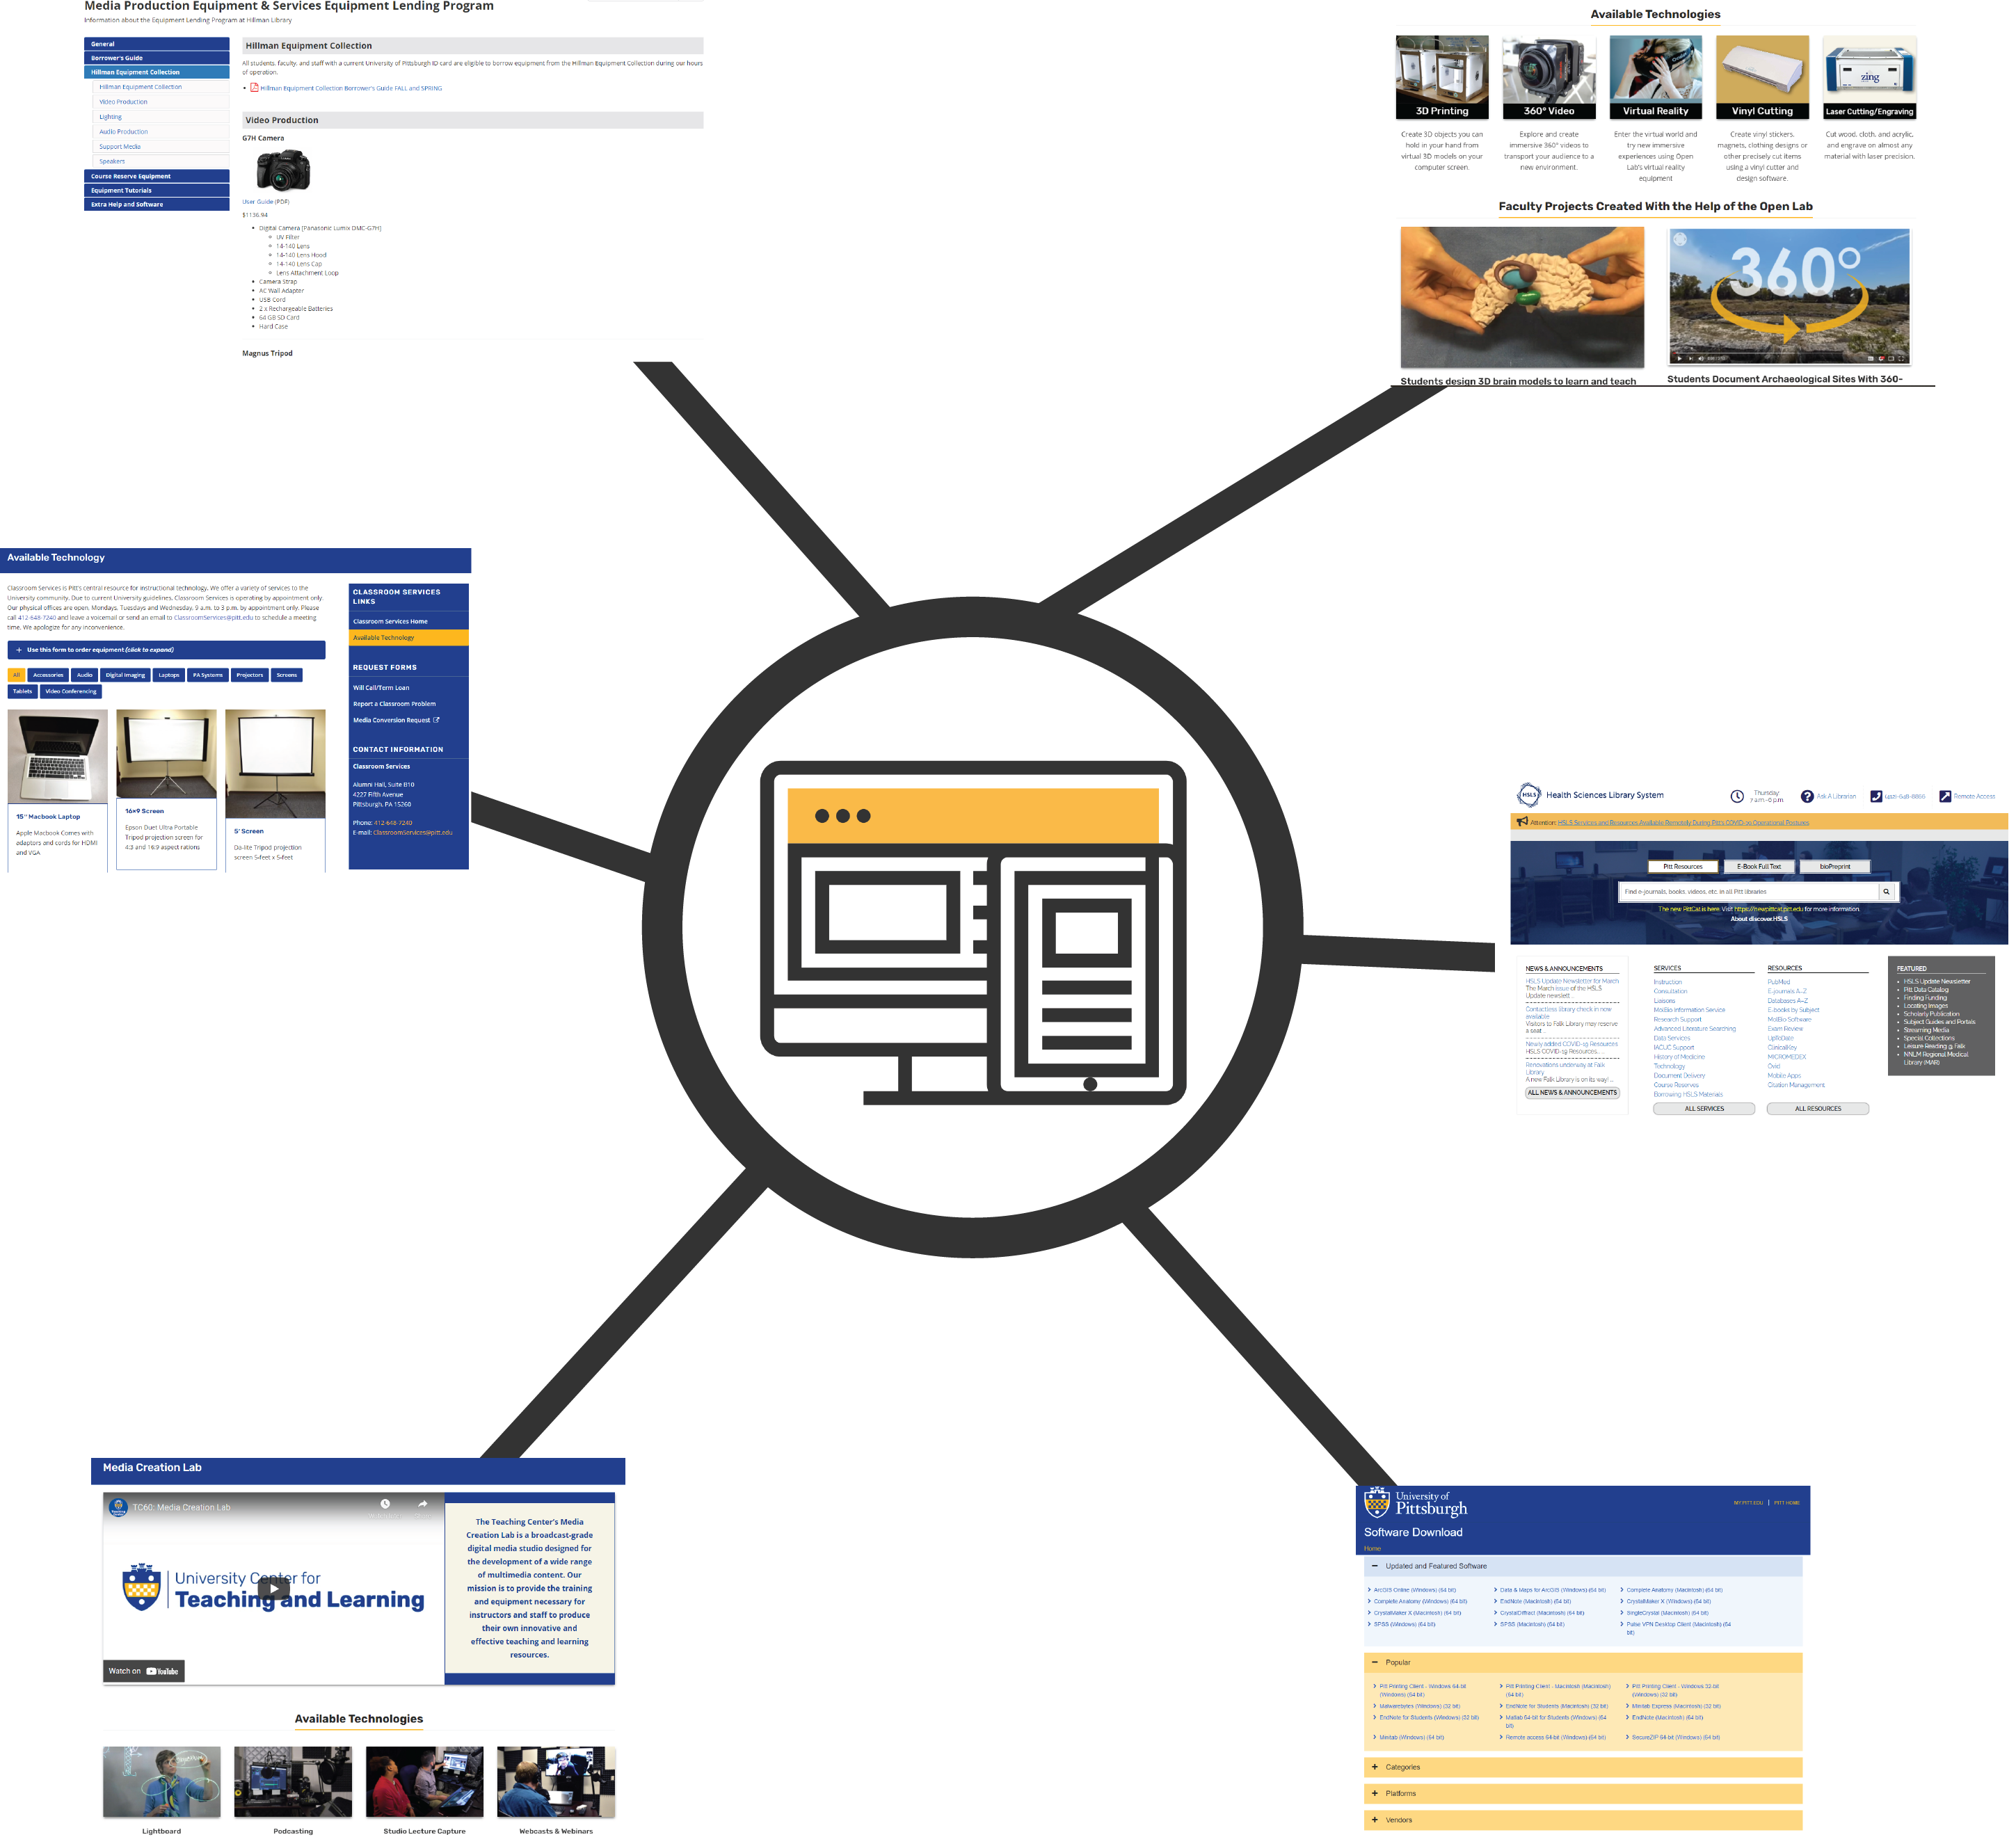 Media Production Equipment & Services Equipment Lending Program
Information about the Equipment Lending Program at Hillman Library
General
Borrower's Guide
Hillman Equipment Collection
Hillman Equipment Collection
Video Production
Lighting
Audio Production
Support Media
Speakers
Course Reserve Equipment
Equipment Tutorials
Extra Help and Software
Hillman Equipment Collection
All students, faculty, and staff with a current University of Pittsburgh ID card are eligible to borrow equipment from the Hillman Equipment Collection during our hours
of operation.
Hillman Equipment Collection Borrower's Guide FALL and SPRING
Video Production
G7H Camera
User Guide (PDF)
$1136.94
Digital Camera (Panasonic Lumix DMC-G7H)
UV Filter
14-140 Lens
14-140 Lens Hood
14-140 Lens Cap
Lens Attachment Loop
Camera Strap
AC Wall Adapter
USB Cord
2 x Rechargeable Batteries
64 GB SD Card
Hard Case
Magnus Tripod
Available Technologies
zing
3D Printing
360° Video
Virtual Reality
Vinyl Cutting
Laser Cutting/Engraving
Create 3D objects you can
hold in your hand from
virtual 3D models on your
computer screen.
Explore and create
immersive 360° videos to
transport your audience to a
new environment.
Enter the virtual world and
try new immersive
experiences using Open
Lab's virtual reality
equipment
Create vinyl stickers,
magnets, clothing designs or
other precisely cut items
using a vinyl cutter and
design software.
Cut wood, cloth, and acrylic,
and engrave on almost any
material with laser precision.
Faculty Projects Created With the Help of the Open Lab
360°
Students design 3D brain models to learn and teach
Students Document Archaeological Sites With 360-
Available Technology
Classroom Services is Pitt's central resource for instructional technology. We offer a variety of services to the
University community. Due to current University guidelines, Classroom Services is operating by appointment only.
Our physical offices are open, Mondays, Tuesdays and Wednesday, 9 a.m. to 3 p.m. by appointment only. Please
call 412-648-7240 and leave a voicemail or send an email to ClassroomServices@pitt.edu to schedule a meeting
time. We apologize for any inconvenience.
+ Use this form to order equipment (click to expand)
All Accessories Audio Digital Imaging Laptops PA Systems Projectors Screens
Tablets Video Conferencing
15" Macbook Laptop
Apple Macbook Comes with
adaptors and cords for HDMI
and VGA
16×9 Screen
Epson Duet Ultra Portable
Tripod projection screen for
4:3 and 16:9 aspect rations
5' Screen
Da-lite Tripod projection
screen 5-feet x 5-feet
CLASSROOM SERVICES
LINKS
Classroom Services Home
Available Technology
REQUEST FORMS
Will Call/Term Loan
Report a Classroom Problem
Media Conversion Request
CONTACT INFORMATION
Classroom Services
Alumni Hall, Suite B10
4227 Fifth Avenue
Pittsburgh, PA 15260
Phone: 412-648-7240
E-mail: ClassroomServices@pitt.edu
HSLS
Health Sciences Library System
Thursday
7 a.m.-6 p.m.
Ask A Librarian
(412)-648-8866
Remote Access
Attention: HSLS Services and Resources Available Remotely During Pitt's COVID-19 Operational Postures
Pitt Resources
E-Book Full Text
bioPreprint
Find e-journals, books, videos, etc. in all Pitt libraries
The new PittCat is here. Visit https://newpittcat.pitt.edu for more information.
About discover.HSLS
NEWS & ANNOUNCEMENTS
HSLS Update Newsletter for March
The March issue of the HSLS
Update newslett...
Contactless library check in now
available
Visitors to Falk Library may reserve
a seat ...
Newly added COVID-19 Resources
HSLS COVID-19 Resources, ...
Renovations underway at Falk
Library
A new Falk Library is on its way! ...
ALL NEWS & ANNOUNCEMENTS
SERVICES
Instruction
Consultation
Liaisons
MolBio Information Service
Research Support
Advanced Literature Searching
Data Services
IACUC Support
History of Medicine
Technology
Document Delivery
Course Reserves
Borrowing HSLS Materials
ALL SERVICES
RESOURCES
PubMed
E-journals A-Z
Databases A-Z
E-books by Subject
MolBio Software
Exam Review
UpToDate
ClinicalKey
MICROMEDEX
Ovid
Mobile Apps
Citation Management
ALL RESOURCES
FEATURED
HSLS Update Newsletter
Pitt Data Catalog
Finding Funding
Locating Images
Scholarly Publication
Subject Guides and Portals
Streaming Media
Special Collections
Leisure Reading @ Falk
NNLM Regional Medical
Library (MAR)
Media Creation Lab
TC60: Media Creation Lab
University Center for
Teaching and Learning
Watch on YouTube
The Teaching Center's Media
Creation Lab is a broadcast-grade
digital media studio designed for
the development of a wide range
of multimedia content. Our
mission is to provide the training
and equipment necessary for
instructors and staff to produce
their own innovative and
effective teaching and learning
resources.
Available Technologies
Lightboard
Podcasting
Studio Lecture Capture
Webcasts & Webinars
University of
Pittsburgh
MY.PITT.EDU | PITT HOME
Software Download
Home
− Updated and Featured Software
ArcGIS Online (Windows) (64 bit)
Data & Maps for ArcGIS (Windows) (64 bit)
Complete Anatomy (Macintosh) (64 bit)
Complete Anatomy (Windows) (64 bit)
EndNote (Macintosh) (64 bit)
CrystalMaker X (Windows) (64 bit)
CrystalMaker X (Macintosh) (64 bit)
CrystalDiffract (Macintosh) (64 bit)
SingleCrystal (Macintosh) (64 bit)
SPSS (Windows) (64 bit)
SPSS (Macintosh) (64 bit)
Pulse VPN Desktop Client (Macintosh) (64
bit)
− Popular
Pitt Printing Client - Windows 64-bit
(Windows) (64 bit)
Pitt Printing Client - Macintosh (Macintosh)
(64 bit)
Pitt Printing Client - Windows 32-bit
(Windows) (32 bit)
Malwarebytes (Windows) (32 bit)
EndNote for Students (Macintosh) (32 bit)
Minitab Express (Macintosh) (32 bit)
EndNote for Students (Windows) (32 bit)
Matlab 64-bit for Students (Windows) (64
bit)
EndNote (Macintosh) (64 bit)
Minitab (Windows) (64 bit)
Remote access 64-bit (Windows) (64 bit)
SecureZIP 64-bit (Windows) (64 bit)
+ Categories
+ Platforms
+ Vendors